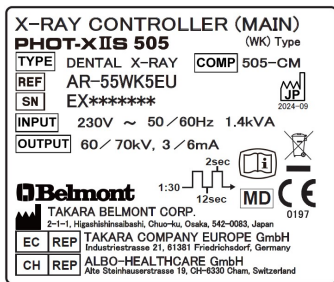 X-RAY CONTROLLER (MAIN)
PHOT-XIIS 505 (WK) Type
TYPE DENTAL X-RAY COMP 505-CM
REF AR-55WK5EU
SN EX*******
JP
2024-09
INPUT 230V ~ 50/60Hz 1.4kVA
OUTPUT 60/70kV, 3/6mA
2sec
1:30
12sec
Belmont
MD CE
0197
TAKARA BELMONT CORP.
2-1-1, Higashishinsaibashi, Chuo-ku, Osaka, 542-0083, Japan
EC REP TAKARA COMPANY EUROPE GmbH
Industriestrasse 21, 61381 Friedrichsdorf, Germany
CH REP ALBO-HEALTHCARE GmbH
Alte Steinhauserstrasse 19, CH-6330 Cham, Switzerland